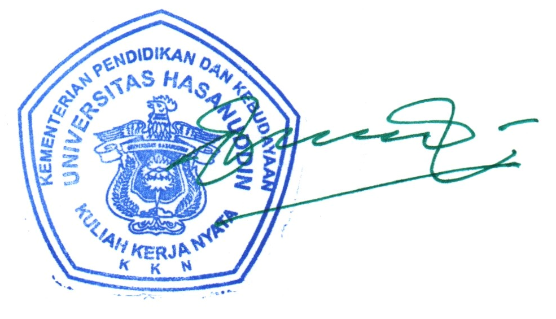 KEMENTERIAN PENDIDIKAN DAN KEBUDAYAAN
UNIVERSITAS HASANUDDIN
KULIAH KERJA NYATA
K K N